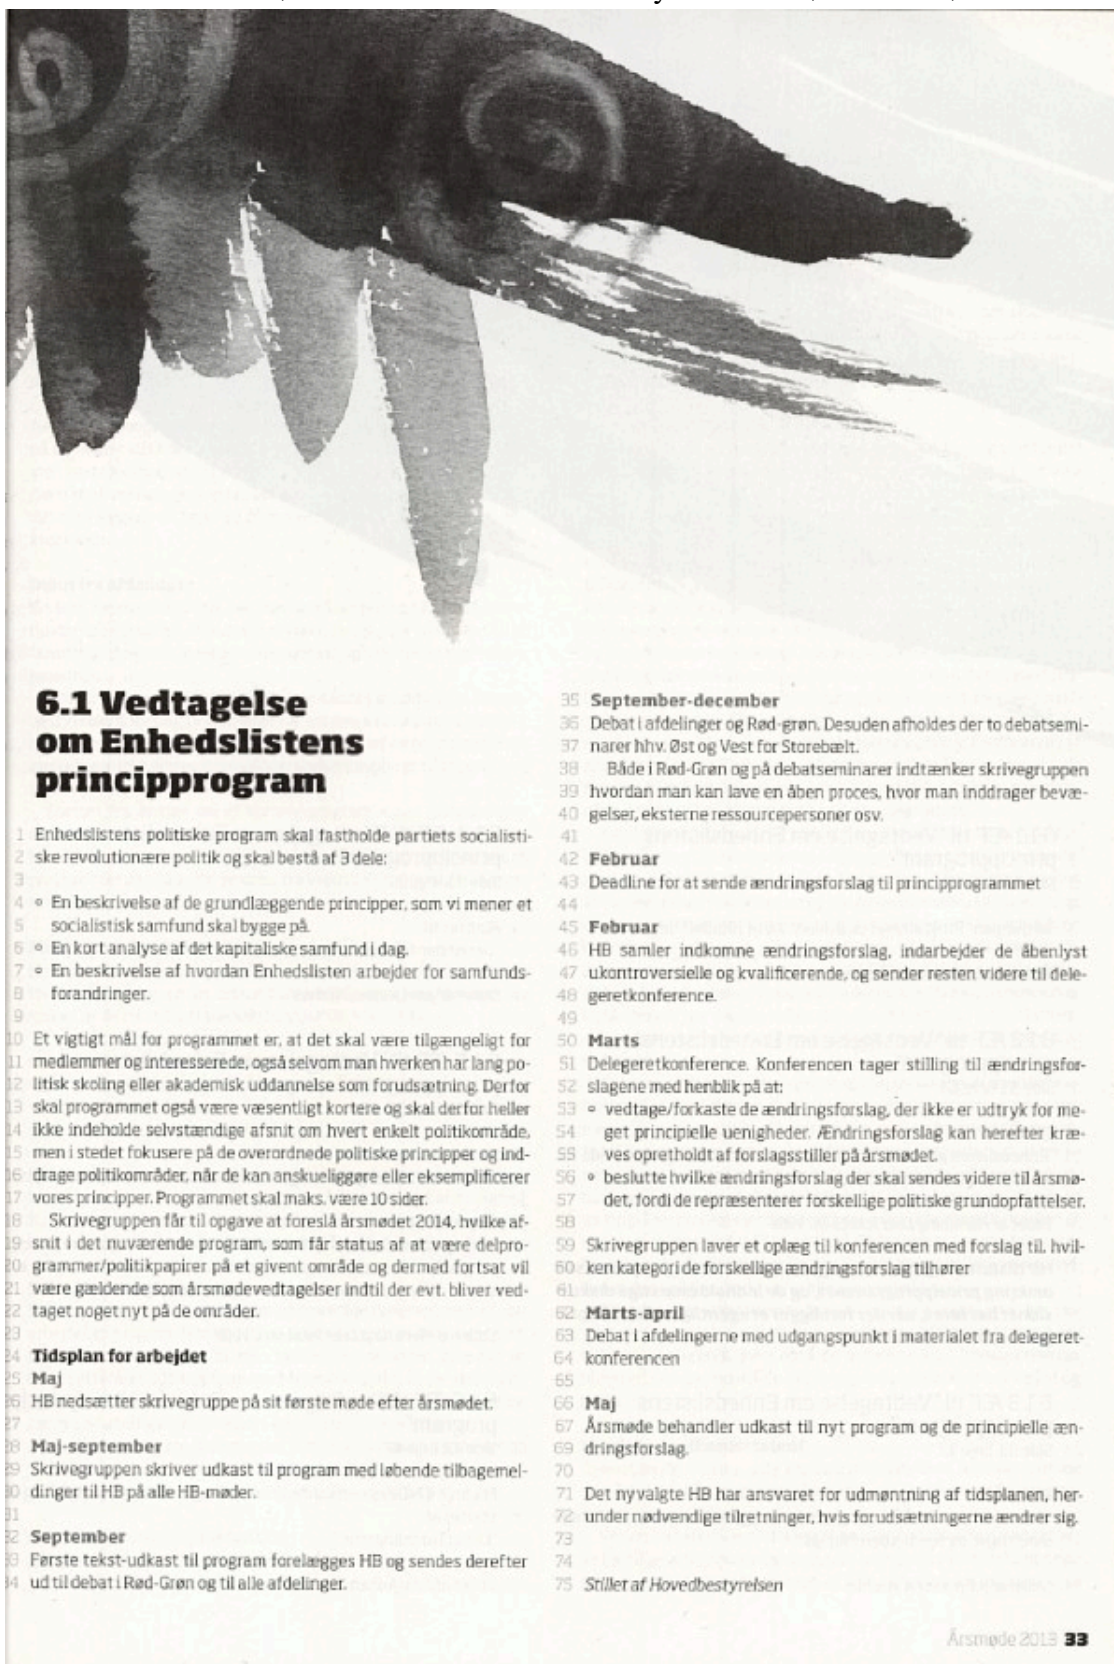 6.1 Vedtagelse
om Enhedslistens
principprogram
1 Enhedslistens politiske program skal fastholde partiets socialisti-
2 ske revolutionære politik og skal bestå af 3 dele:
3
4 ∘ En beskrivelse af de grundlæggende principper, som vi mener et
5 socialistisk samfund skal bygge på.
6 ∘ En kort analyse af det kapitaliske samfund i dag.
7 ∘ En beskrivelse af hvordan Enhedslisten arbejder for samfunds-
8 forandringer.
9
10 Et vigtigt mål for programmet er, at det skal være tilgængeligt for
11 medlemmer og interesserede, også selvom man hverken har lang po-
12 litisk skoling eller akademisk uddannelse som forudsætning. Derfor
13 skal programmet også være væsentligt kortere og skal derfor heller
14 ikke indeholde selvstændige afsnit om hvert enkelt politikområde,
15 men i stedet fokusere på de overordnede politiske principper og ind-
16 drage politikområder, når de kan anskueliggøre eller eksemplificerer
17 vores principper. Programmet skal maks. være 10 sider.
18 Skrivegruppen får til opgave at foreslå årsmødet 2014, hvilke af-
19 snit i det nuværende program, som får status af at være delpro-
20 grammer/politikpapirer på et givent område og dermed fortsat vil
21 være gældende som årsmødevedtagelser indtil der evt. bliver ved-
22 taget noget nyt på de områder.
23
24 Tidsplan for arbejdet
25 Maj
26 HB nedsætter skrivegruppe på sit første møde efter årsmødet.
27
28 Maj-september
29 Skrivegruppen skriver udkast til program med løbende tilbagemel-
30 dinger til HB på alle HB-møder.
31
32 September
33 Første tekst-udkast til program forelægges HB og sendes derefter
34 ud til debat i Rød-Grøn og til alle afdelinger.
35 September-december
36 Debat i afdelinger og Rød-grøn. Desuden afholdes der to debatsemi-
37 narer hhv. Øst og Vest for Storebælt.
38 Både i Rød-Grøn og på debatseminarer indtænker skrivegruppen
39 hvordan man kan lave en åben proces, hvor man inddrager bevæ-
40 gelser, eksterne ressourcepersoner osv.
41
42 Februar
43 Deadline for at sende ændringsforslag til principprogrammet
44
45 Februar
46 HB samler indkomne ændringsforslag, indarbejder de åbenlyst
47 ukontroversielle og kvalificerende, og sender resten videre til dele-
48 geretkonference.
49
50 Marts
51 Delegeretkonference. Konferencen tager stilling til ændringsfor-
52 slagene med henblik på at:
53 ∘ vedtage/forkaste de ændringsforslag, der ikke er udtryk for me-
54 get principielle uenigheder. Ændringsforslag kan herefter kræ-
55 ves opretholdt af forslagsstiller på årsmødet.
56 ∘ beslutte hvilke ændringsforslag der skal sendes videre til årsmø-
57 det, fordi de repræsenterer forskellige politiske grundopfattelser.
58
59 Skrivegruppen laver et oplæg til konferencen med forslag til, hvil-
60 ken kategori de forskellige ændringsforslag tilhører
61
62 Marts-april
63 Debat i afdelingerne med udgangspunkt i materialet fra delegeret-
64 konferencen
65
66 Maj
67 Årsmøde behandler udkast til nyt program og de principielle æn-
69 dringsforslag.
70
71 Det nyvalgte HB har ansvaret for udmøntning af tidsplanen, her-
72 under nødvendige tilretninger, hvis forudsætningerne ændrer sig.
73
74
75 Stillet af Hovedbestyrelsen
Årsmøde 2013 33